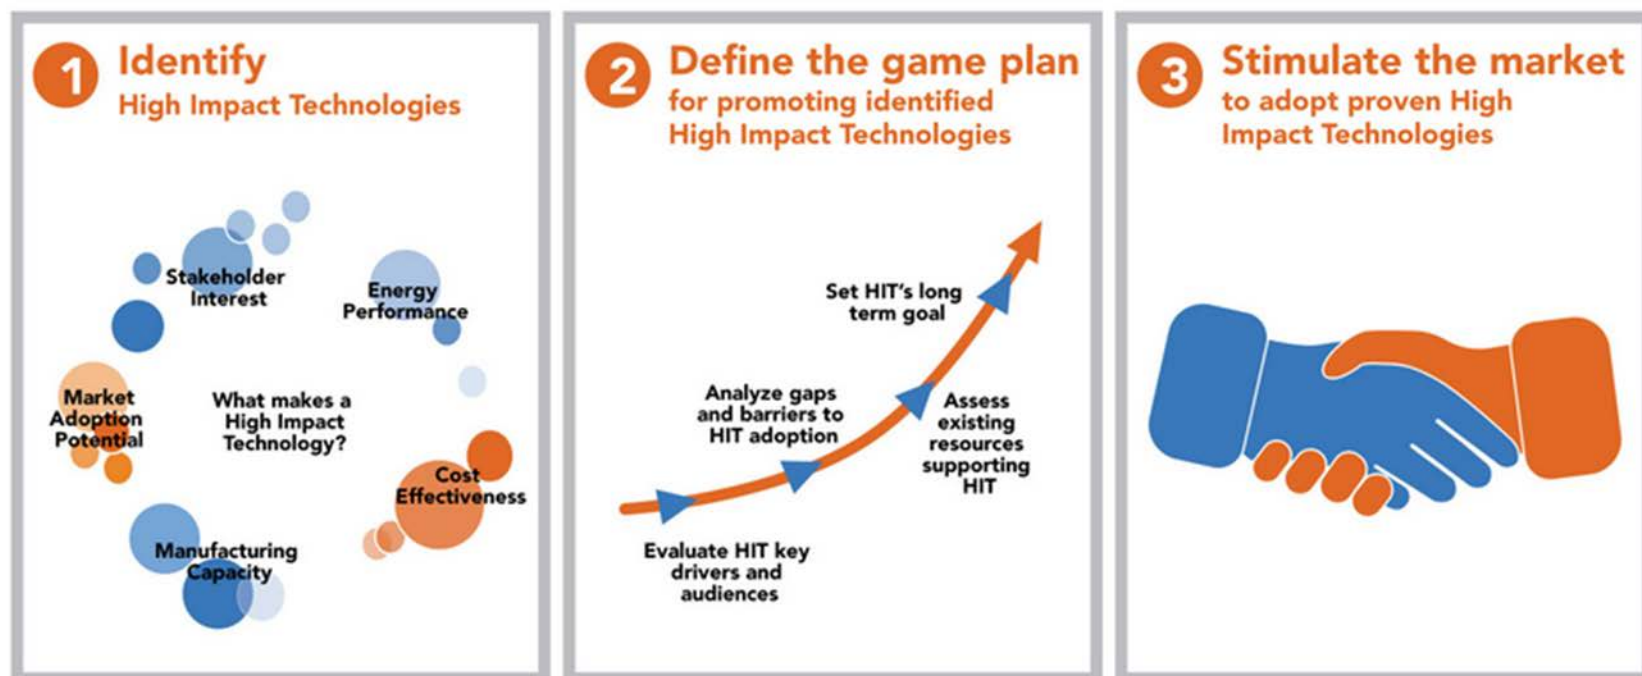 1 Identify
High Impact Technologies
Stakeholder
Interest
Energy
Performance
Market
Adoption
Potential
What makes a
High Impact
Technology?
Cost
Effectiveness
Manufacturing
Capacity
2 Define the game plan
for promoting identified
High Impact Technologies
Set HIT's long
term goal
Analyze gaps
and barriers to
HIT adoption
Assess
existing
resources
supporting
HIT
Evaluate HIT key
drivers and
audiences
3 Stimulate the market
to adopt proven High
Impact Technologies